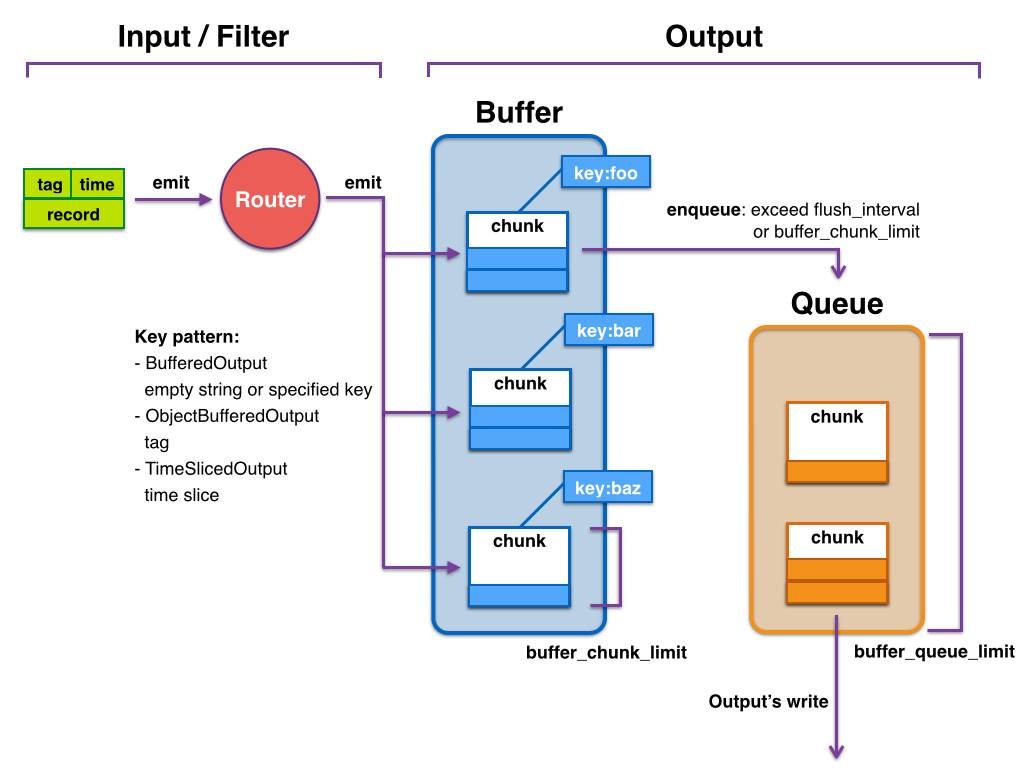 Input / Filter
Output
Buffer
tag time
record
emit
Router
emit
key:foo
chunk
enqueue: exceed flush_interval
or buffer_chunk_limit
Queue
key:bar
chunk
Key pattern:
- BufferedOutput
empty string or specified key
- ObjectBufferedOutput
tag
- TimeSlicedOutput
time slice
key:baz
chunk
buffer_chunk_limit
chunk
chunk
buffer_queue_limit
Output’s write